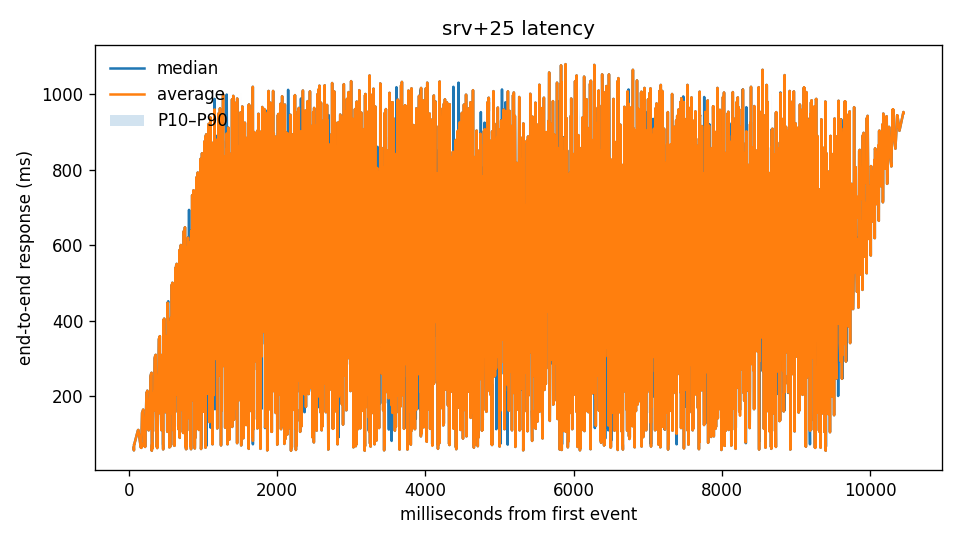 srv+25 latency
median
average
P10–P90
1000
800
600
400
200
end-to-end response (ms)
0 2000 4000 6000 8000 10000
milliseconds from first event